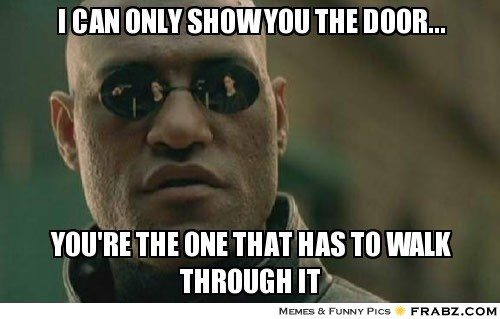 I CAN ONLY SHOW YOU THE DOOR...
YOU'RE THE ONE THAT HAS TO WALK
THROUGH IT
MEMES & FUNNY PICS FRABZ.COM